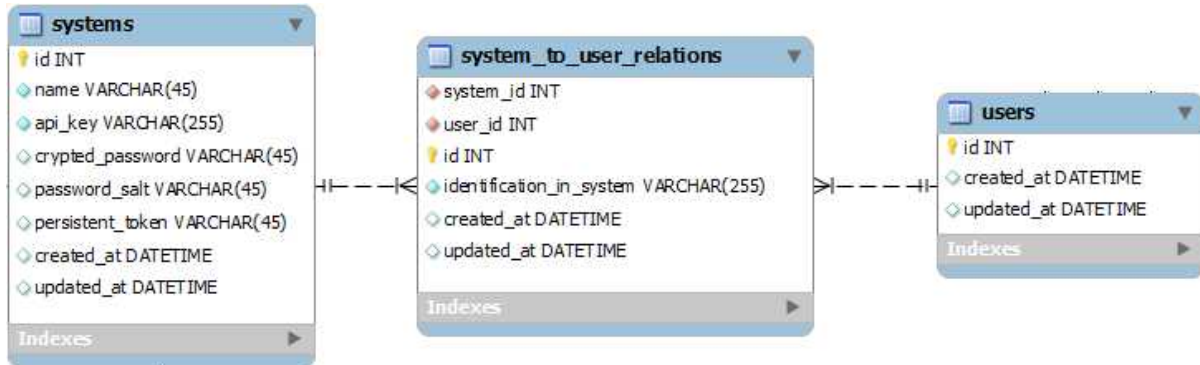 systems
id INT
name VARCHAR(45)
api_key VARCHAR(255)
crypted_password VARCHAR(45)
password_salt VARCHAR(45)
persistent_token VARCHAR(45)
created_at DATETIME
updated_at DATETIME
Indexes
system_to_user_relations
system_id INT
user_id INT
id INT
identification_in_system VARCHAR(255)
created_at DATETIME
updated_at DATETIME
Indexes
users
id INT
created_at DATETIME
updated_at DATETIME
Indexes